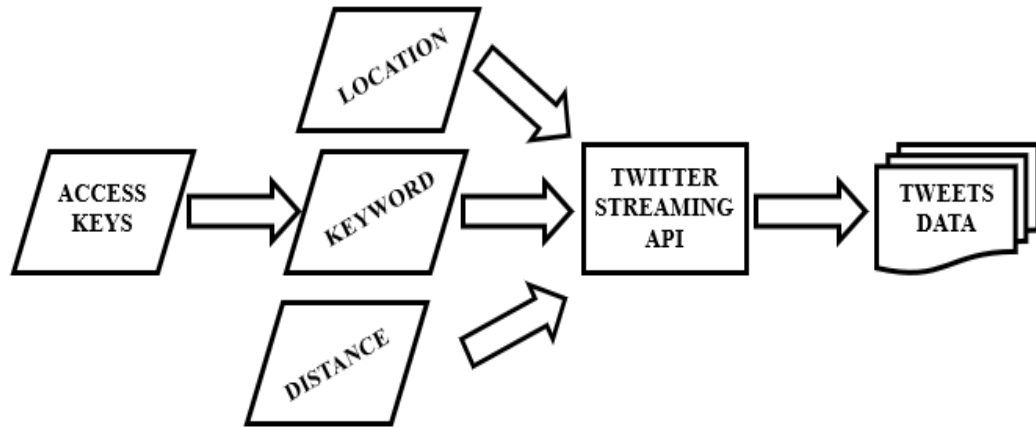 LOCATION
ACCESS
KEYS
KEYWORD
DISTANCE
TWITTER
STREAMING
API
TWEETS
DATA